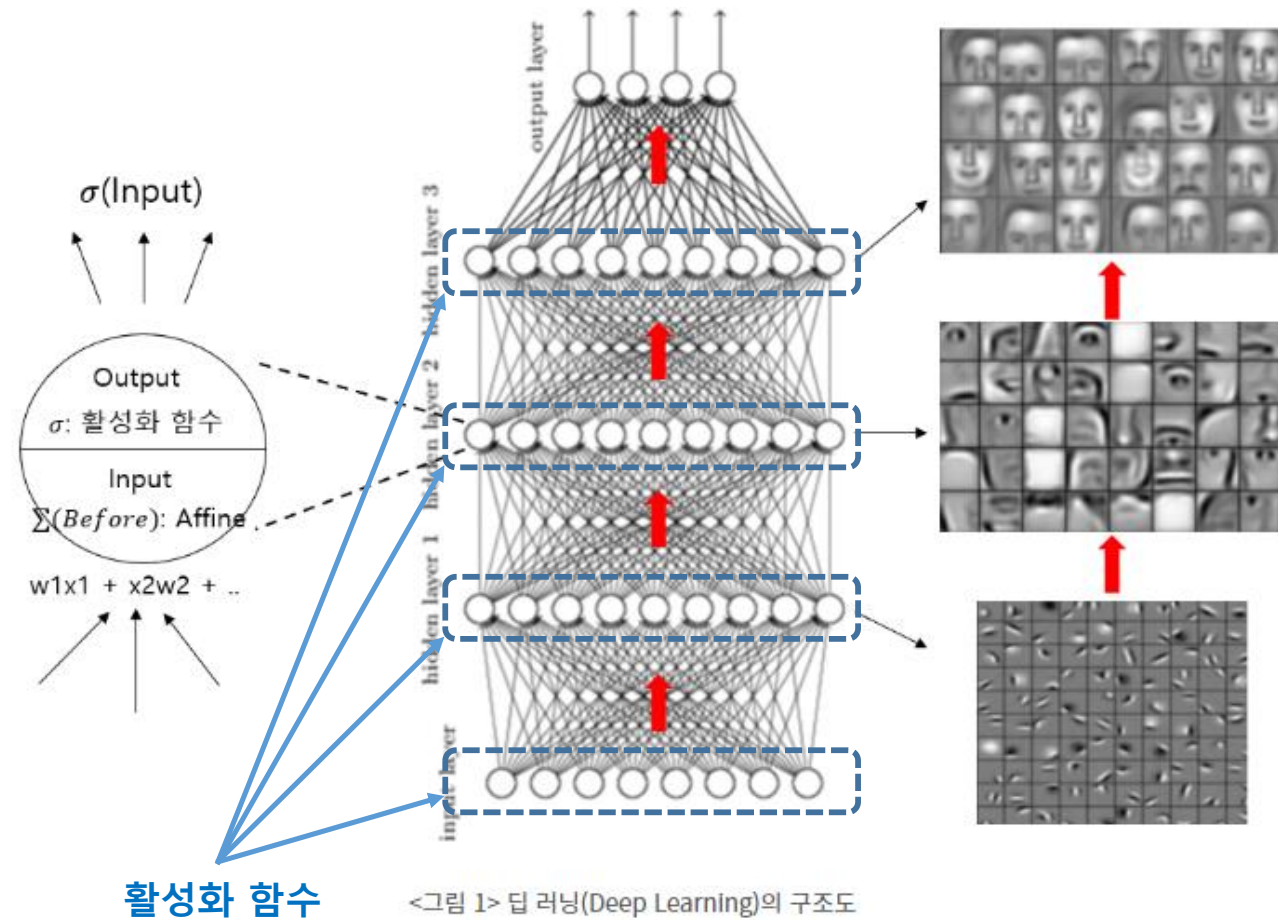 output layer
σ(Input)
hidden layer 3
Output
σ: 활성화 함수
hidden layer 2
Input
∑(Before): Affine
w1x1 + x2w2 + ..
hidden layer 1
input layer
활성화 함수
<그림 1> 딥 러닝(Deep Learning)의 구조도